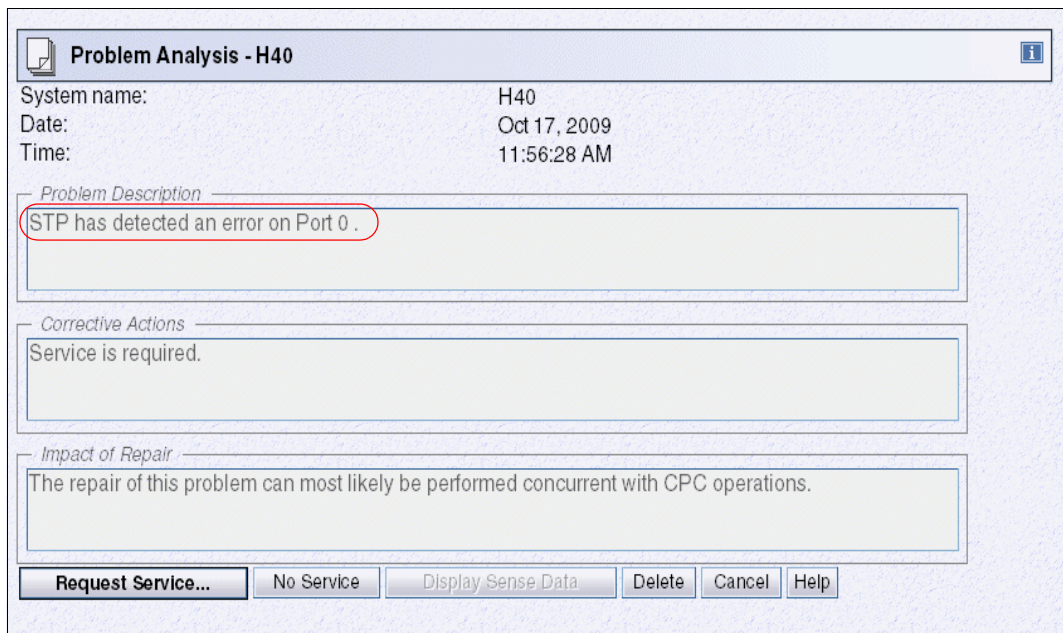 Problem Analysis - H40
System name: H40
Date: Oct 17, 2009
Time: 11:56:28 AM
Problem Description
STP has detected an error on Port 0 .
Corrective Actions
Service is required.
Impact of Repair
The repair of this problem can most likely be performed concurrent with CPC operations.
Request Service... No Service Display Sense Data Delete Cancel Help